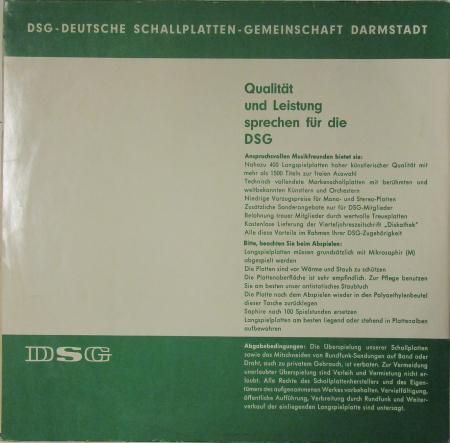 DSG-DEUTSCHE SCHALLPLATTEN-GEMEINSCHAFT DARMSTADT
Qualität
und Leistung
sprechen für die
DSG
Anspruchsvollen Musikfreunden bietet sie:
Nahezu 400 Langspielplatten hoher künstlerischer Qualität mit
mehr als 1500 Titeln zur freien Auswahl
Technisch vollendete Markenschallplatten mit berühmten und
weltbekannten Künstlern und Orchestern
Niedrige Vorzugspreise für Mono- und Stereo-Platten
Zusätzliche Sonderangebote nur für DSG-Mitglieder
Belohnung treuer Mitglieder durch wertvolle Treueplatten
Kostenlose Lieferung der Vierteljahreszeitschrift „Diskothek"
Alle diese Vorteile im Rahmen Ihrer DSG-Zugehörigkeit
Bitte, beachten Sie beim Abspielen:
Langspielplatten müssen grundsätzlich mit Mikrosaphir (M)
abgespielt werden
Die Platten sind vor Wärme und Staub zu schützen
Die Plattenoberfläche ist sehr empfindlich. Zur Pflege benutzen
Sie am besten unser antistatisches Staubtuch
Die Platte nach dem Abspielen wieder in den Polyaethylenbeutel
dieser Tasche zurücklegen
Saphire nach 100 Spielstunden ersetzen
Langspielplatten am besten liegend oder stehend in Plattenalben
aufbewahren
DSG
Abgabebedingungen: Die Überspielung unserer Schallplatten
sowie das Mitschneiden von Rundfunk-Sendungen auf Band oder
Draht, auch zu privatem Gebrauch, ist verboten. Zur Vermeidung
unerlaubter Überspielung sind Verleih und Vermietung nicht er-
laubt. Alle Rechte des Schallplattenherstellers und des Eigen-
tümers des aufgenommenen Werkes vorbehalten. Vervielfältigung,
öffentliche Aufführung, Verbreitung durch Rundfunk und Weiter-
verkauf der einliegenden Langspielplatte sind untersagt.